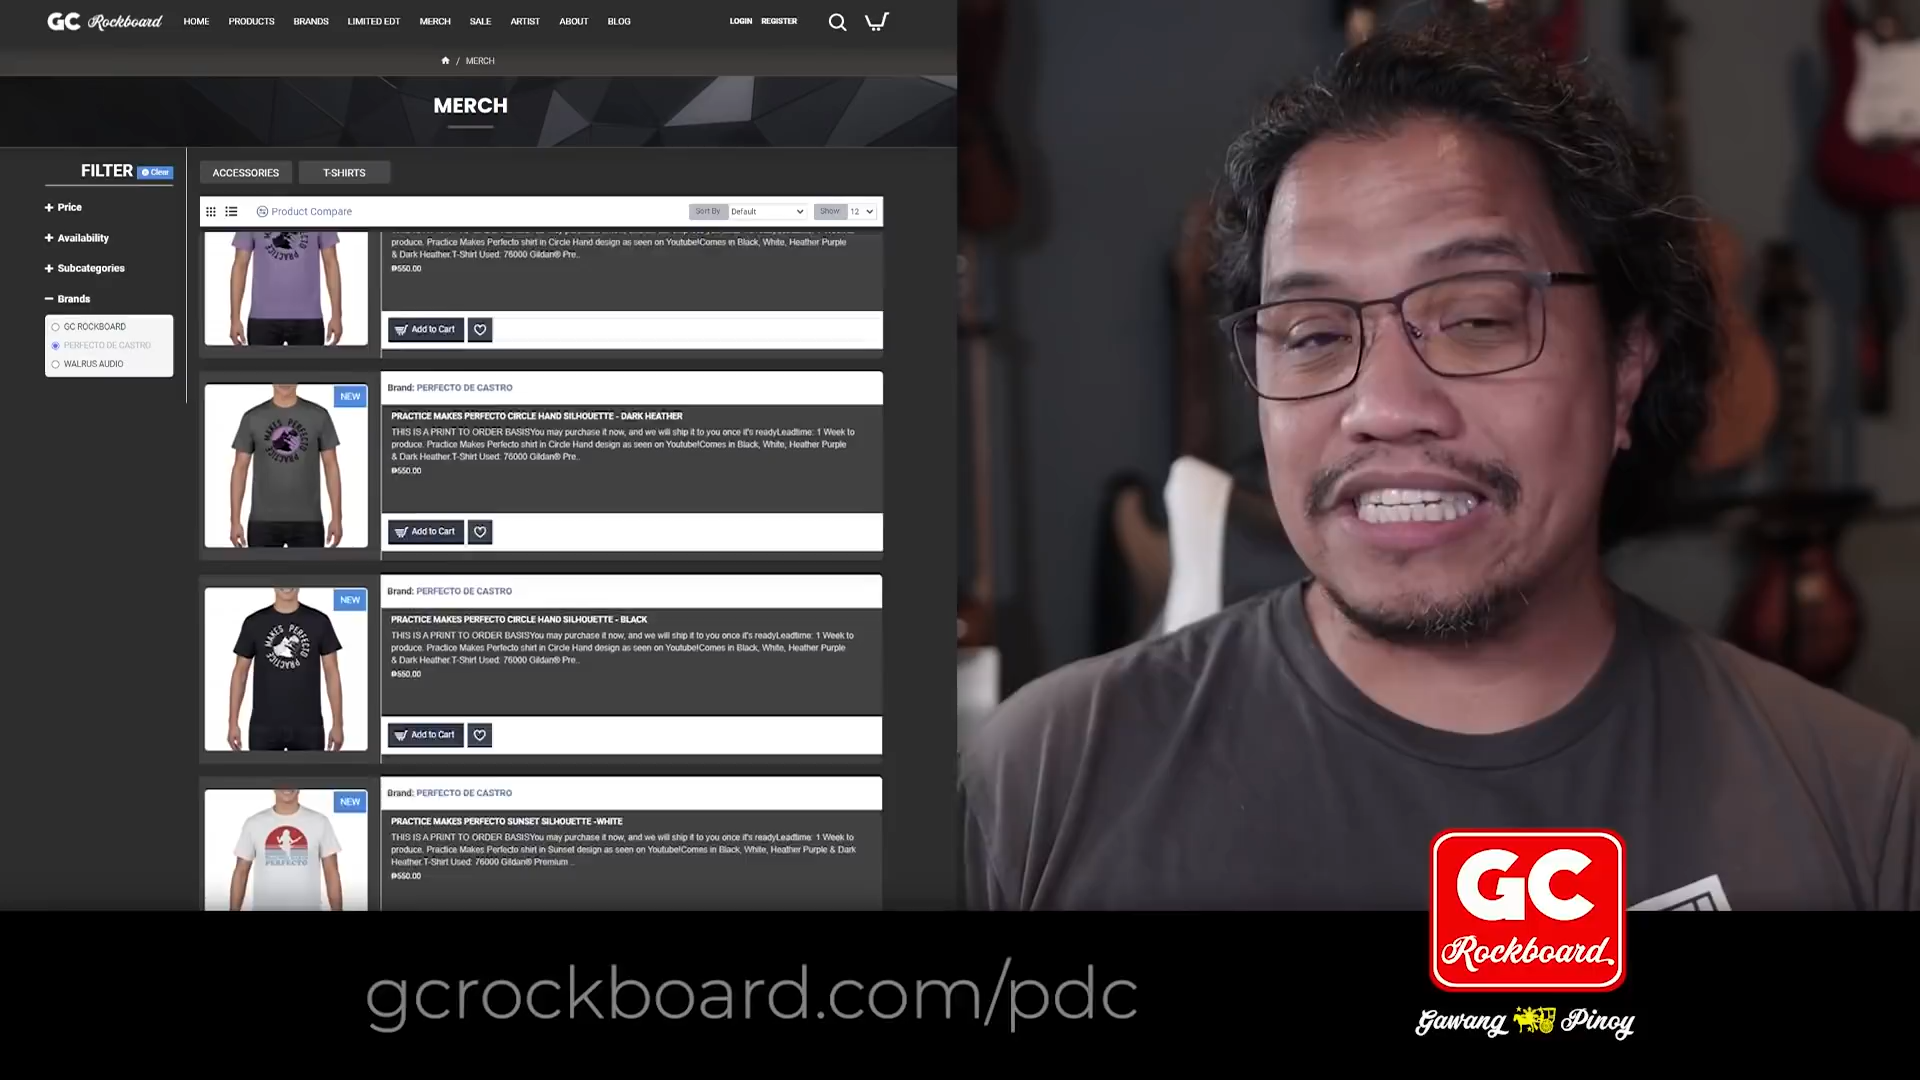 GC Rockboard
HOME PRODUCTS BRANDS LIMITED EDT MERCH SALE ARTIST ABOUT BLOG
LOGIN REGISTER
/ MERCH
MERCH
FILTER Clear
+ Price
+ Availability
+ Subcategories
− Brands
GC ROCKBOARD
PERFECTO DE CASTRO
WALRUS AUDIO
ACCESSORIES T-SHIRTS
Product Compare
Sort By Default Show: 12
produce. Practice Makes Perfecto shirt in Circle Hand design as seen on Youtube!Comes in Black, White, Heather Purple
& Dark Heather.T-Shirt Used: 76000 Gildan® Pre..
₱550.00
Add to Cart
NEW
MAKES PERFECTO PRACTICE
Brand: PERFECTO DE CASTRO
PRACTICE MAKES PERFECTO CIRCLE HAND SILHOUETTE - DARK HEATHER
THIS IS A PRINT TO ORDER BASISYou may purchase it now, and we will ship it to you once it's readyLeadtime: 1 Week to
produce. Practice Makes Perfecto shirt in Circle Hand design as seen on Youtube!Comes in Black, White, Heather Purple
& Dark Heather.T-Shirt Used: 76000 Gildan® Pre..
₱550.00
Add to Cart
NEW
MAKES PERFECTO PRACTICE
Brand: PERFECTO DE CASTRO
PRACTICE MAKES PERFECTO CIRCLE HAND SILHOUETTE - BLACK
THIS IS A PRINT TO ORDER BASISYou may purchase it now, and we will ship it to you once it's readyLeadtime: 1 Week to
produce. Practice Makes Perfecto shirt in Circle Hand design as seen on Youtube!Comes in Black, White, Heather Purple
& Dark Heather.T-Shirt Used: 76000 Gildan® Pre..
₱550.00
Add to Cart
NEW
PERFECTO
Brand: PERFECTO DE CASTRO
PRACTICE MAKES PERFECTO SUNSET SILHOUETTE -WHITE
THIS IS A PRINT TO ORDER BASISYou may purchase it now, and we will ship it to you once it's readyLeadtime: 1 Week to
produce. Practice Makes Perfecto shirt in Sunset design as seen on Youtube!Comes in Black, White, Heather Purple & Dark
Heather.T-Shirt Used: 76000 Gildan® Premium ..
₱550.00
gcrockboard.com/pdc
GC
Rockboard
Gawang Pinoy